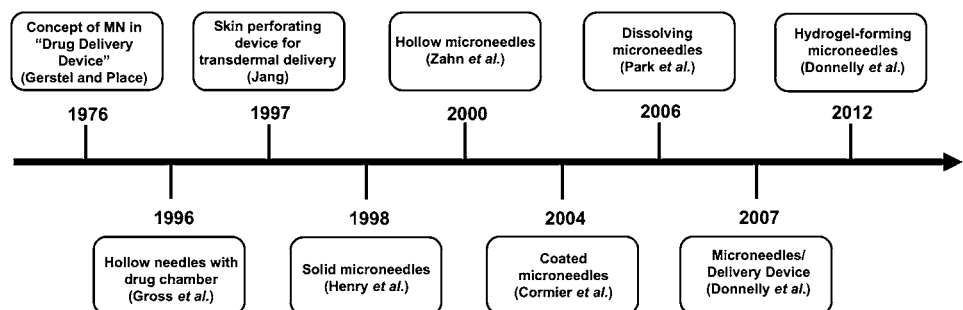 Concept of MN in
“Drug Delivery
Device”
(Gerstel and Place)
Skin perforating
device for
transdermal delivery
(Jang)
Hollow microneedles
(Zahn et al.)
Dissolving
microneedles
(Park et al.)
Hydrogel-forming
microneedles
(Donnelly et al.)
1976
1997
2000
2006
2012
1996
1998
2004
2007
Hollow needles with
drug chamber
(Gross et al.)
Solid microneedles
(Henry et al.)
Coated
microneedles
(Cormier et al.)
Microneedles/
Delivery Device
(Donnelly et al.)